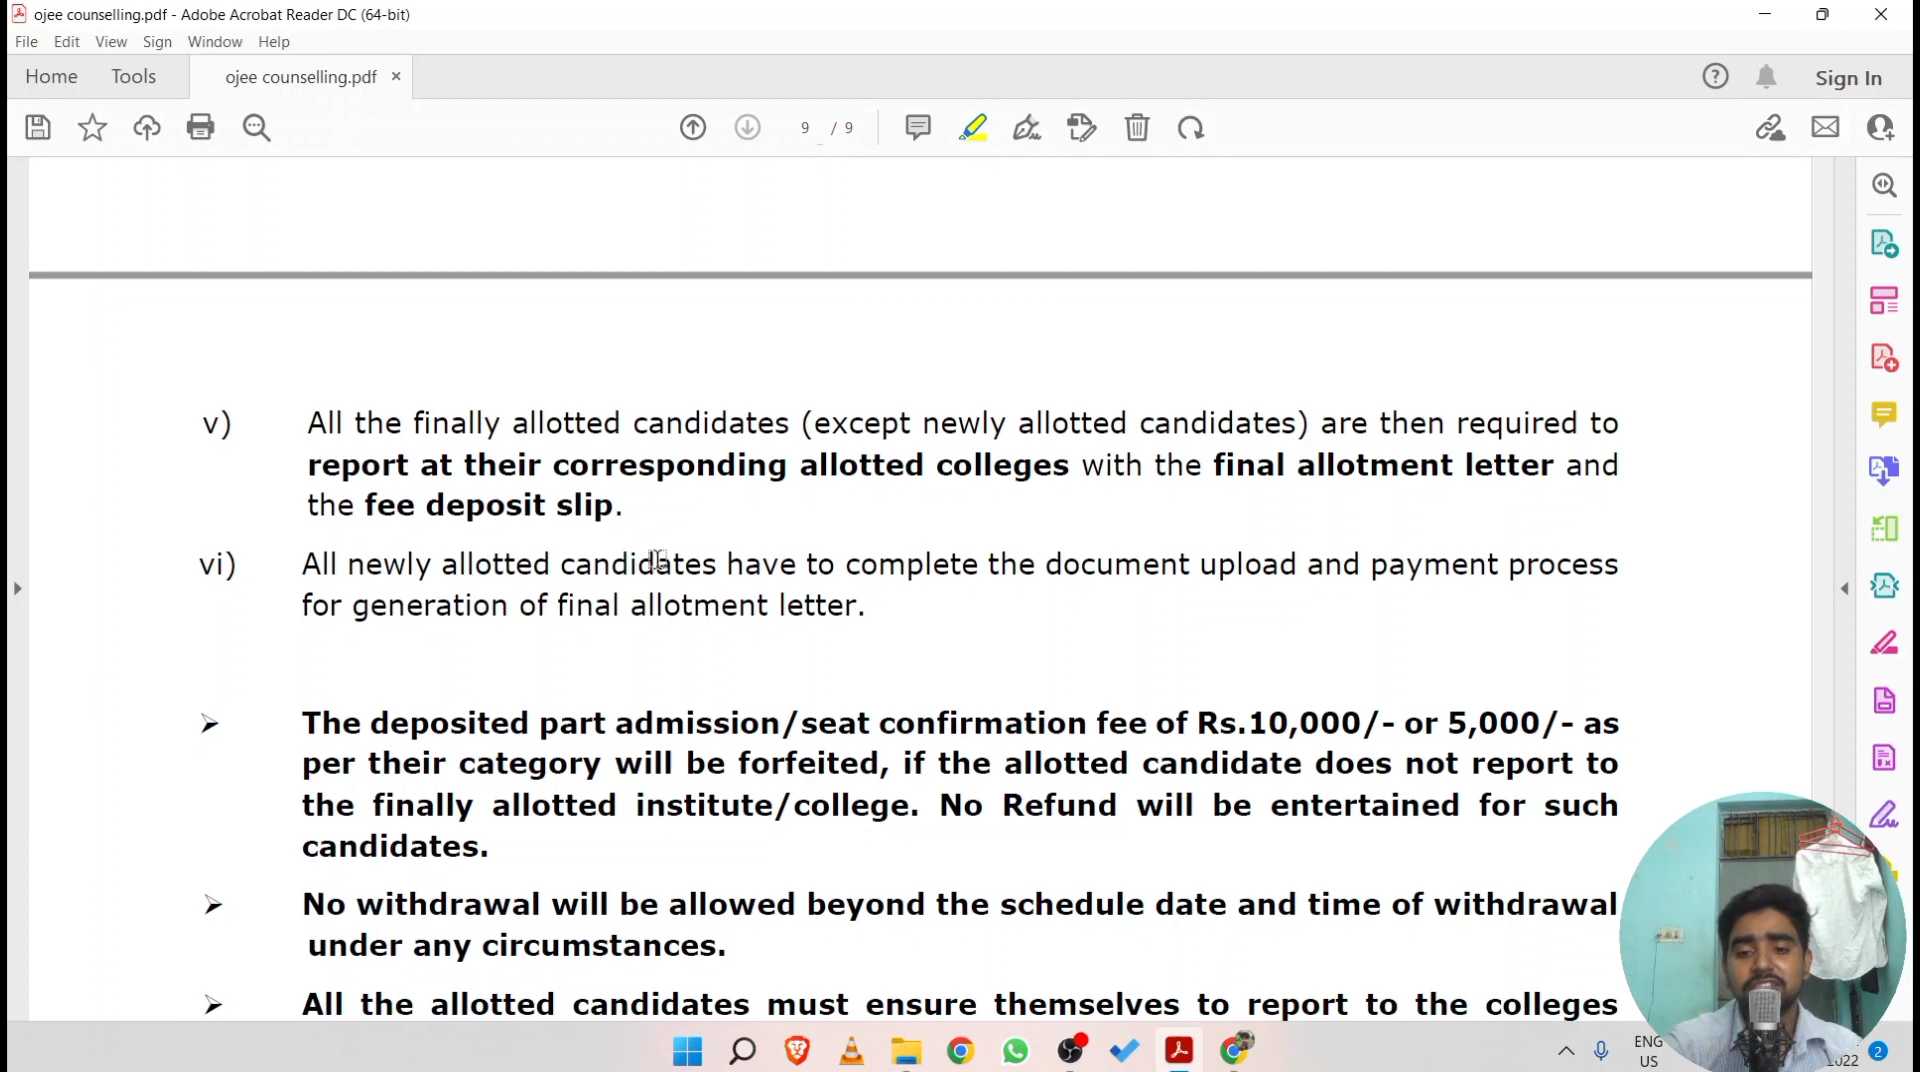 ojee counselling.pdf - Adobe Acrobat Reader DC (64-bit)
File Edit View Sign Window Help
Home Tools ojee counselling.pdf × Sign In
9 / 9
v) All the finally allotted candidates (except newly allotted candidates) are then required to
report at their corresponding allotted colleges with the final allotment letter and
the fee deposit slip.
vi) All newly allotted candidates have to complete the document upload and payment process
for generation of final allotment letter.
➢ The deposited part admission/seat confirmation fee of Rs.10,000/- or 5,000/- as
per their category will be forfeited, if the allotted candidate does not report to
the finally allotted institute/college. No Refund will be entertained for such
candidates.
➢ No withdrawal will be allowed beyond the schedule date and time of withdrawal
under any circumstances.
➢ All the allotted candidates must ensure themselves to report to the colleges
ENG
US
2022
2